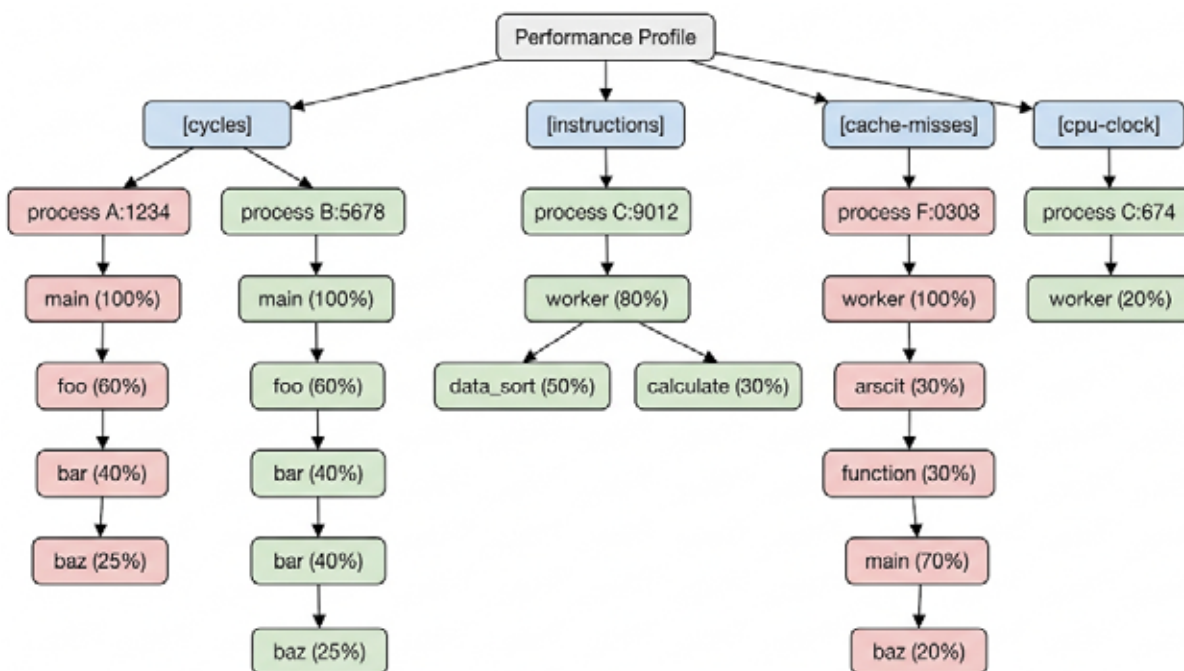 Performance Profile
[cycles]
[instructions]
[cache-misses]
[cpu-clock]
process A:1234
process B:5678
process C:9012
process F:0308
process C:674
main (100%)
main (100%)
worker (80%)
worker (100%)
worker (20%)
foo (60%)
foo (60%)
data_sort (50%)
calculate (30%)
arscit (30%)
bar (40%)
bar (40%)
function (30%)
baz (25%)
bar (40%)
main (70%)
baz (25%)
baz (20%)